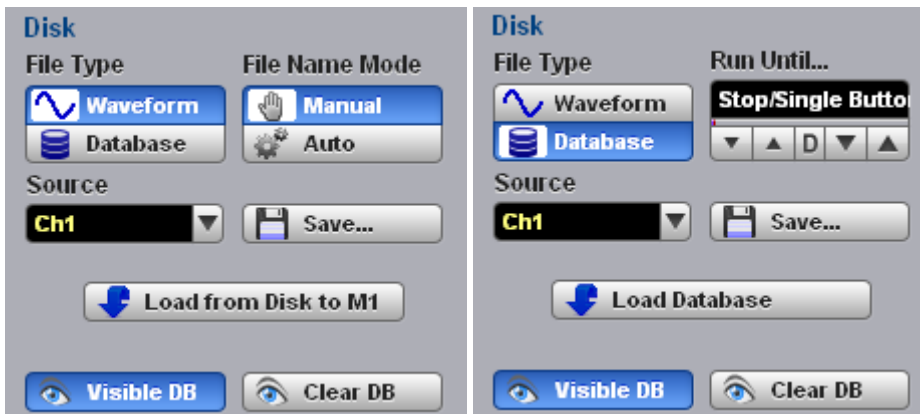 Disk
File Type File Name Mode
Waveform Manual
Database Auto
Source
Ch1 Save...
Load from Disk to M1
Visible DB Clear DB
Disk
File Type Run Until...
Waveform Stop/Single Button
Database D
Source
Ch1 Save...
Load Database
Visible DB Clear DB